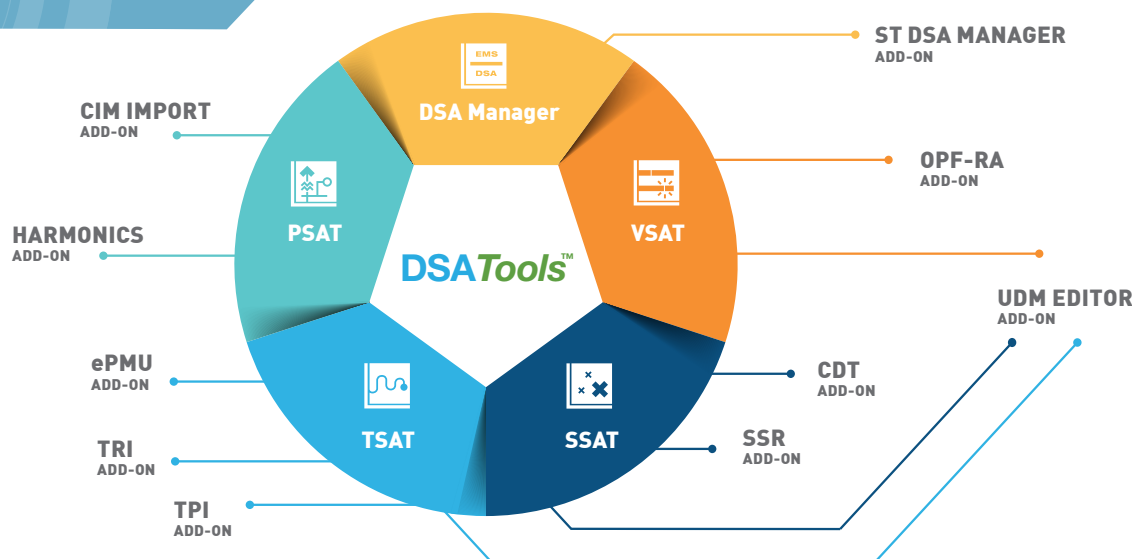 ST DSA MANAGER
ADD-ON
EMS
DSA
DSA Manager
CIM IMPORT
ADD-ON
OPF-RA
ADD-ON
PSAT
VSAT
HARMONICS
ADD-ON
DSATools™
UDM EDITOR
ADD-ON
ePMU
ADD-ON
CDT
ADD-ON
TSAT
SSAT
SSR
ADD-ON
TRI
ADD-ON
TPI
ADD-ON